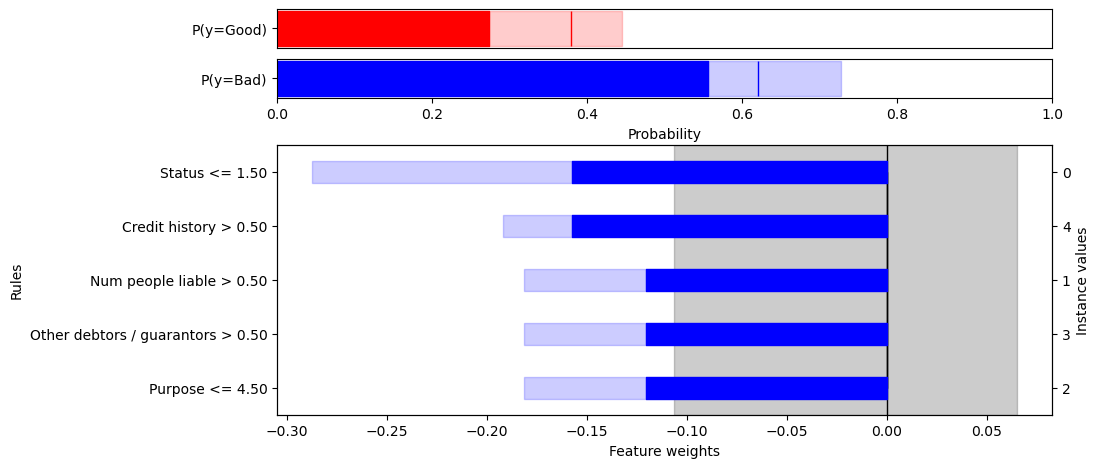 P(y=Good)
P(y=Bad)
0.0 0.2 0.4 0.6 0.8 1.0
Probability
Rules
Status <= 1.50 0
Credit history > 0.50 4
Num people liable > 0.50 1
Other debtors / guarantors > 0.50 3
Purpose <= 4.50 2
Instance values
−0.30 −0.25 −0.20 −0.15 −0.10 −0.05 0.00 0.05
Feature weights